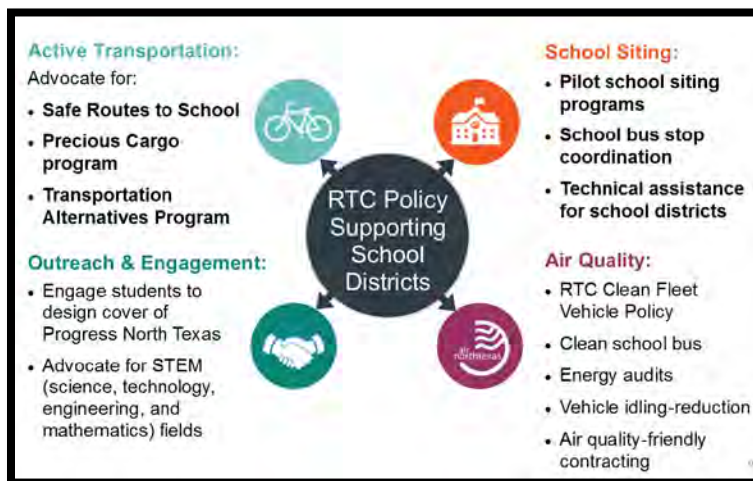 Active Transportation:
Advocate for:
• Safe Routes to School
• Precious Cargo
program
• Transportation
Alternatives Program
School Siting:
• Pilot school siting
programs
• School bus stop
coordination
• Technical assistance
for school districts
RTC Policy
Supporting
School
Districts
Outreach & Engagement:
• Engage students to
design cover of
Progress North Texas
• Advocate for STEM
(science, technology,
engineering, and
mathematics) fields
air
northtexas
Air Quality:
• RTC Clean Fleet
Vehicle Policy
• Clean school bus
• Energy audits
• Vehicle idling-reduction
• Air quality-friendly
contracting